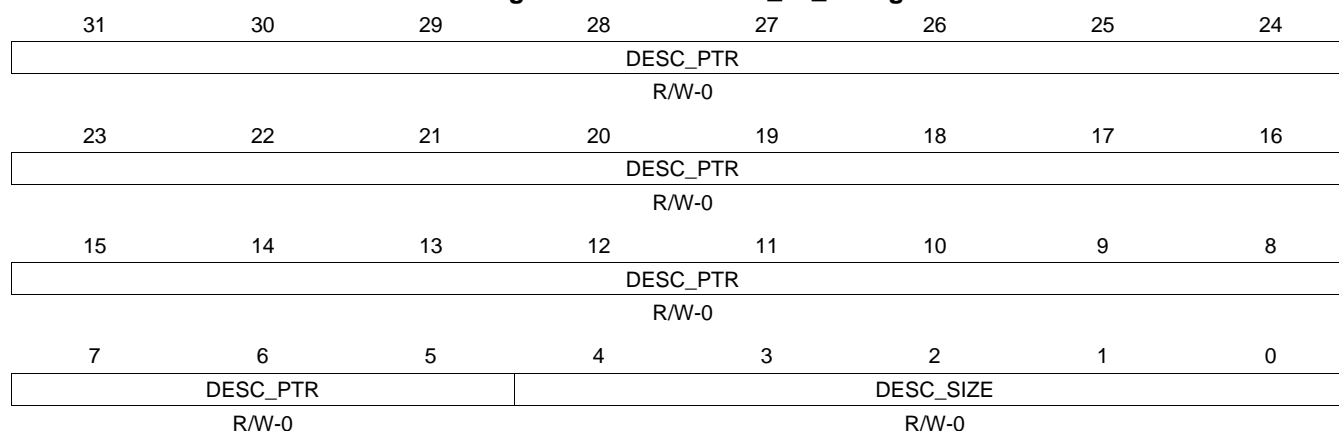 31 30 29 28 27 26 25 24
DESC_PTR
R/W-0
23 22 21 20 19 18 17 16
DESC_PTR
R/W-0
15 14 13 12 11 10 9 8
DESC_PTR
R/W-0
7 6 5 4 3 2 1 0
DESC_PTR DESC_SIZE
R/W-0 R/W-0